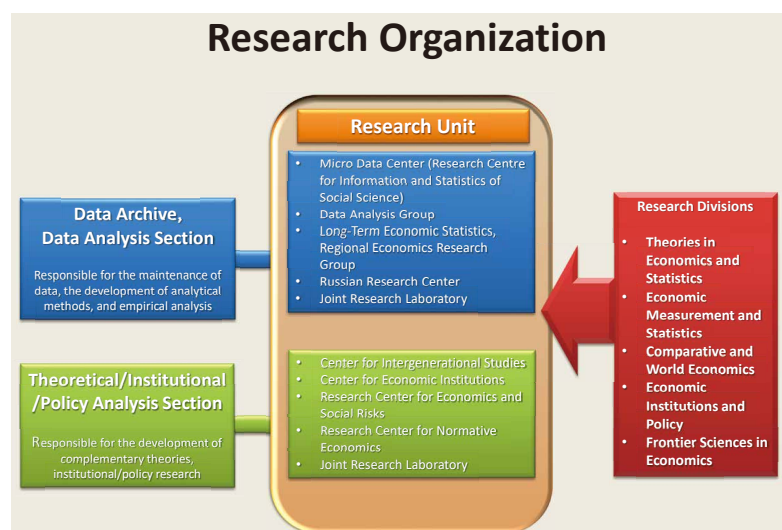 Research Organization
Research Unit
• Micro Data Center (Research Centre
for Information and Statistics of
Social Science)
• Data Analysis Group
• Long-Term Economic Statistics,
Regional Economics Research
Group
• Russian Research Center
• Joint Research Laboratory
Data Archive,
Data Analysis Section
Responsible for the maintenance of
data, the development of analytical
methods, and empirical analysis
Research Divisions
• Theories in
Economics and
Statistics
• Economic
Measurement and
Statistics
• Comparative and
World Economics
• Economic
Institutions and
Policy
• Frontier Sciences in
Economics
Theoretical/Institutional
/Policy Analysis Section
Responsible for the development of
complementary theories,
institutional/policy research
• Center for Intergenerational Studies
• Center for Economic Institutions
• Research Center for Economics and
Social Risks
• Research Center for Normative
Economics
• Joint Research Laboratory